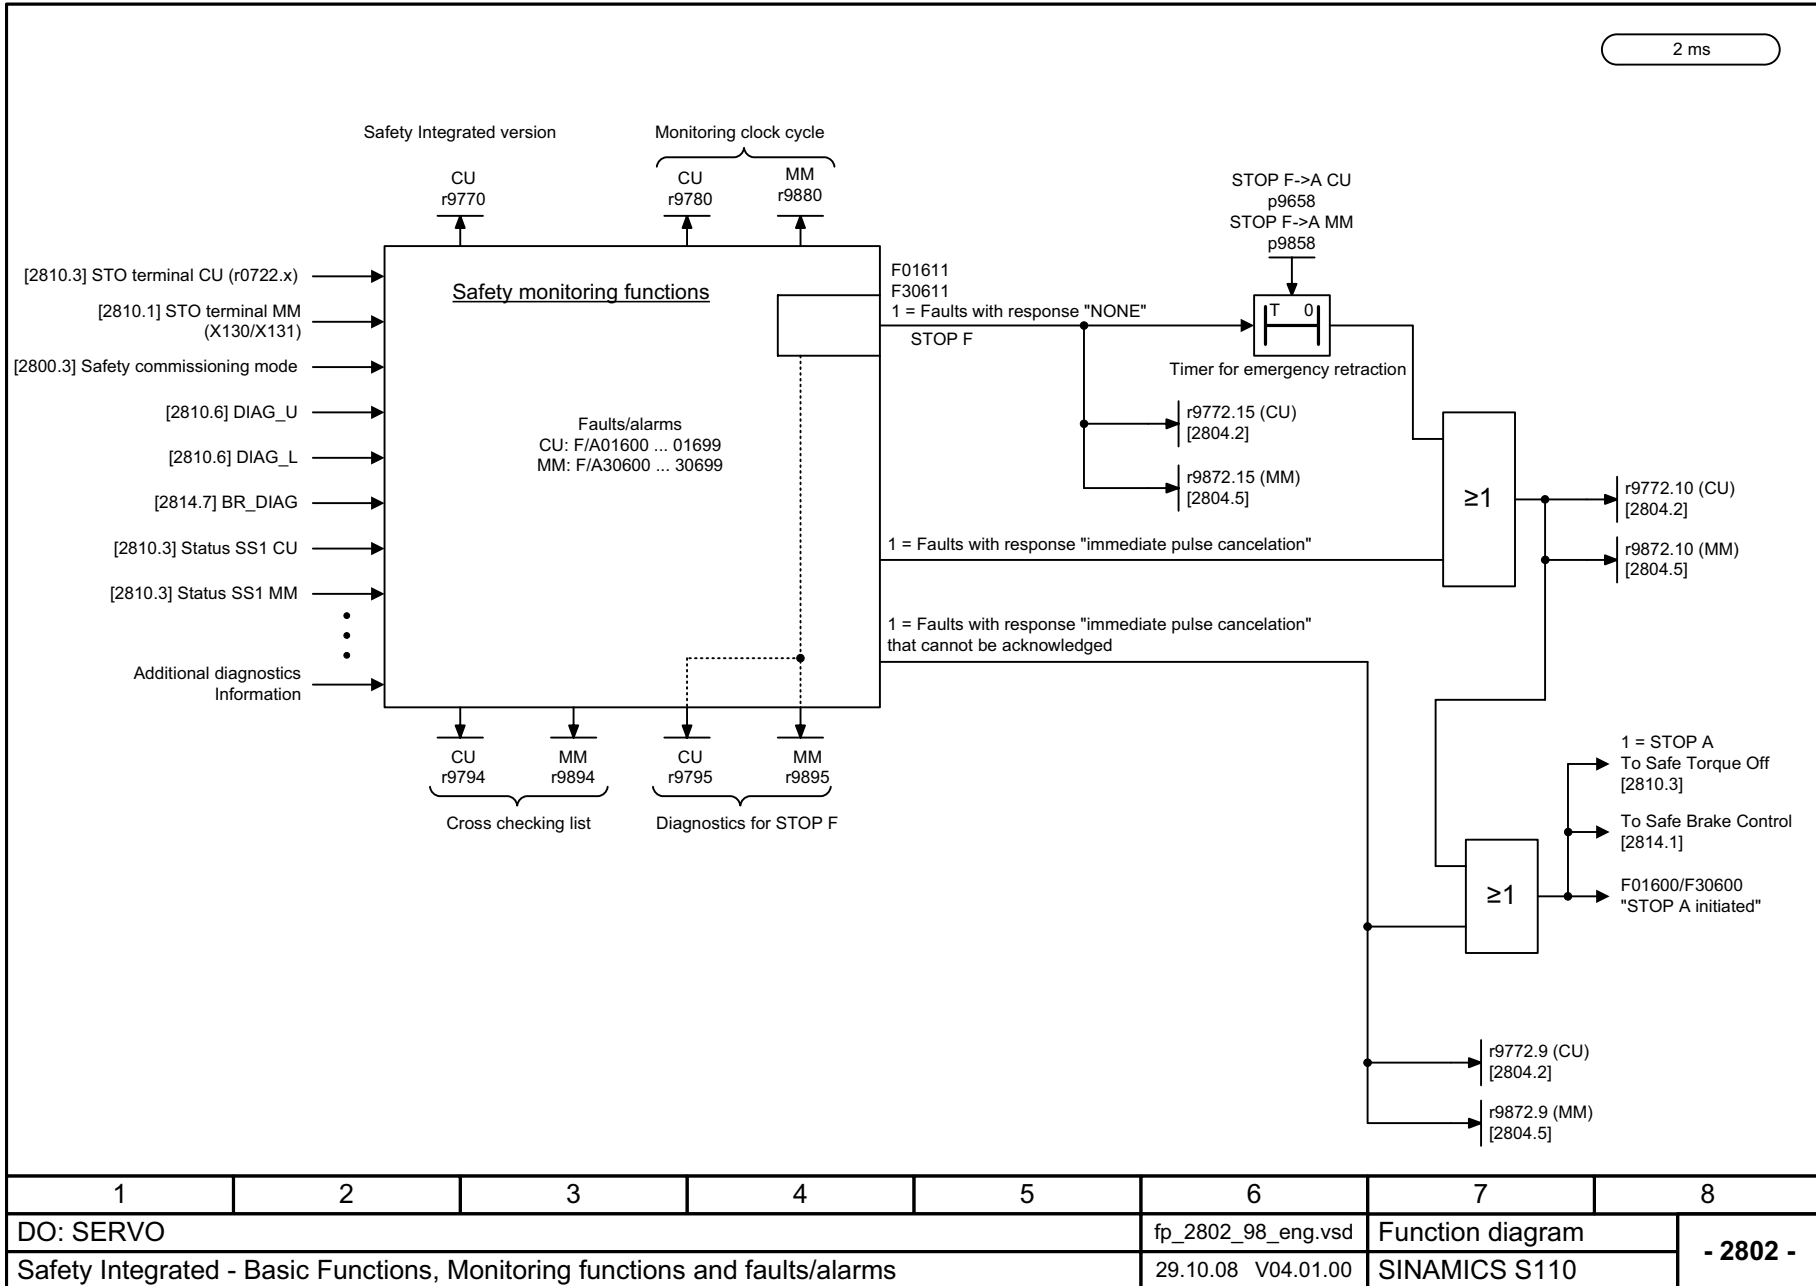 2 ms
Safety Integrated version
Monitoring clock cycle
CU
r9770
CU
r9780
MM
r9880
STOP F->A CU
p9658
STOP F->A MM
p9858
[2810.3] STO terminal CU (r0722.x)
[2810.1] STO terminal MM
(X130/X131)
[2800.3] Safety commissioning mode
[2810.6] DIAG_U
[2810.6] DIAG_L
[2814.7] BR_DIAG
[2810.3] Status SS1 CU
[2810.3] Status SS1 MM
Additional diagnostics
Information
Safety monitoring functions
Faults/alarms
CU: F/A01600 ... 01699
MM: F/A30600 ... 30699
F01611
F30611
1 = Faults with response "NONE"
STOP F
T 0
Timer for emergency retraction
r9772.15 (CU)
[2804.2]
r9872.15 (MM)
[2804.5]
≥1
r9772.10 (CU)
[2804.2]
r9872.10 (MM)
[2804.5]
1 = Faults with response "immediate pulse cancelation"
1 = Faults with response "immediate pulse cancelation"
that cannot be acknowledged
CU
r9794
MM
r9894
CU
r9795
MM
r9895
Cross checking list
Diagnostics for STOP F
1 = STOP A
To Safe Torque Off
[2810.3]
To Safe Brake Control
[2814.1]
≥1
F01600/F30600
"STOP A initiated"
r9772.9 (CU)
[2804.2]
r9872.9 (MM)
[2804.5]
1 2 3 4 5 6 7 8
DO: SERVO
fp_2802_98_eng.vsd
Function diagram
- 2802 -
Safety Integrated - Basic Functions, Monitoring functions and faults/alarms
29.10.08 V04.01.00
SINAMICS S110